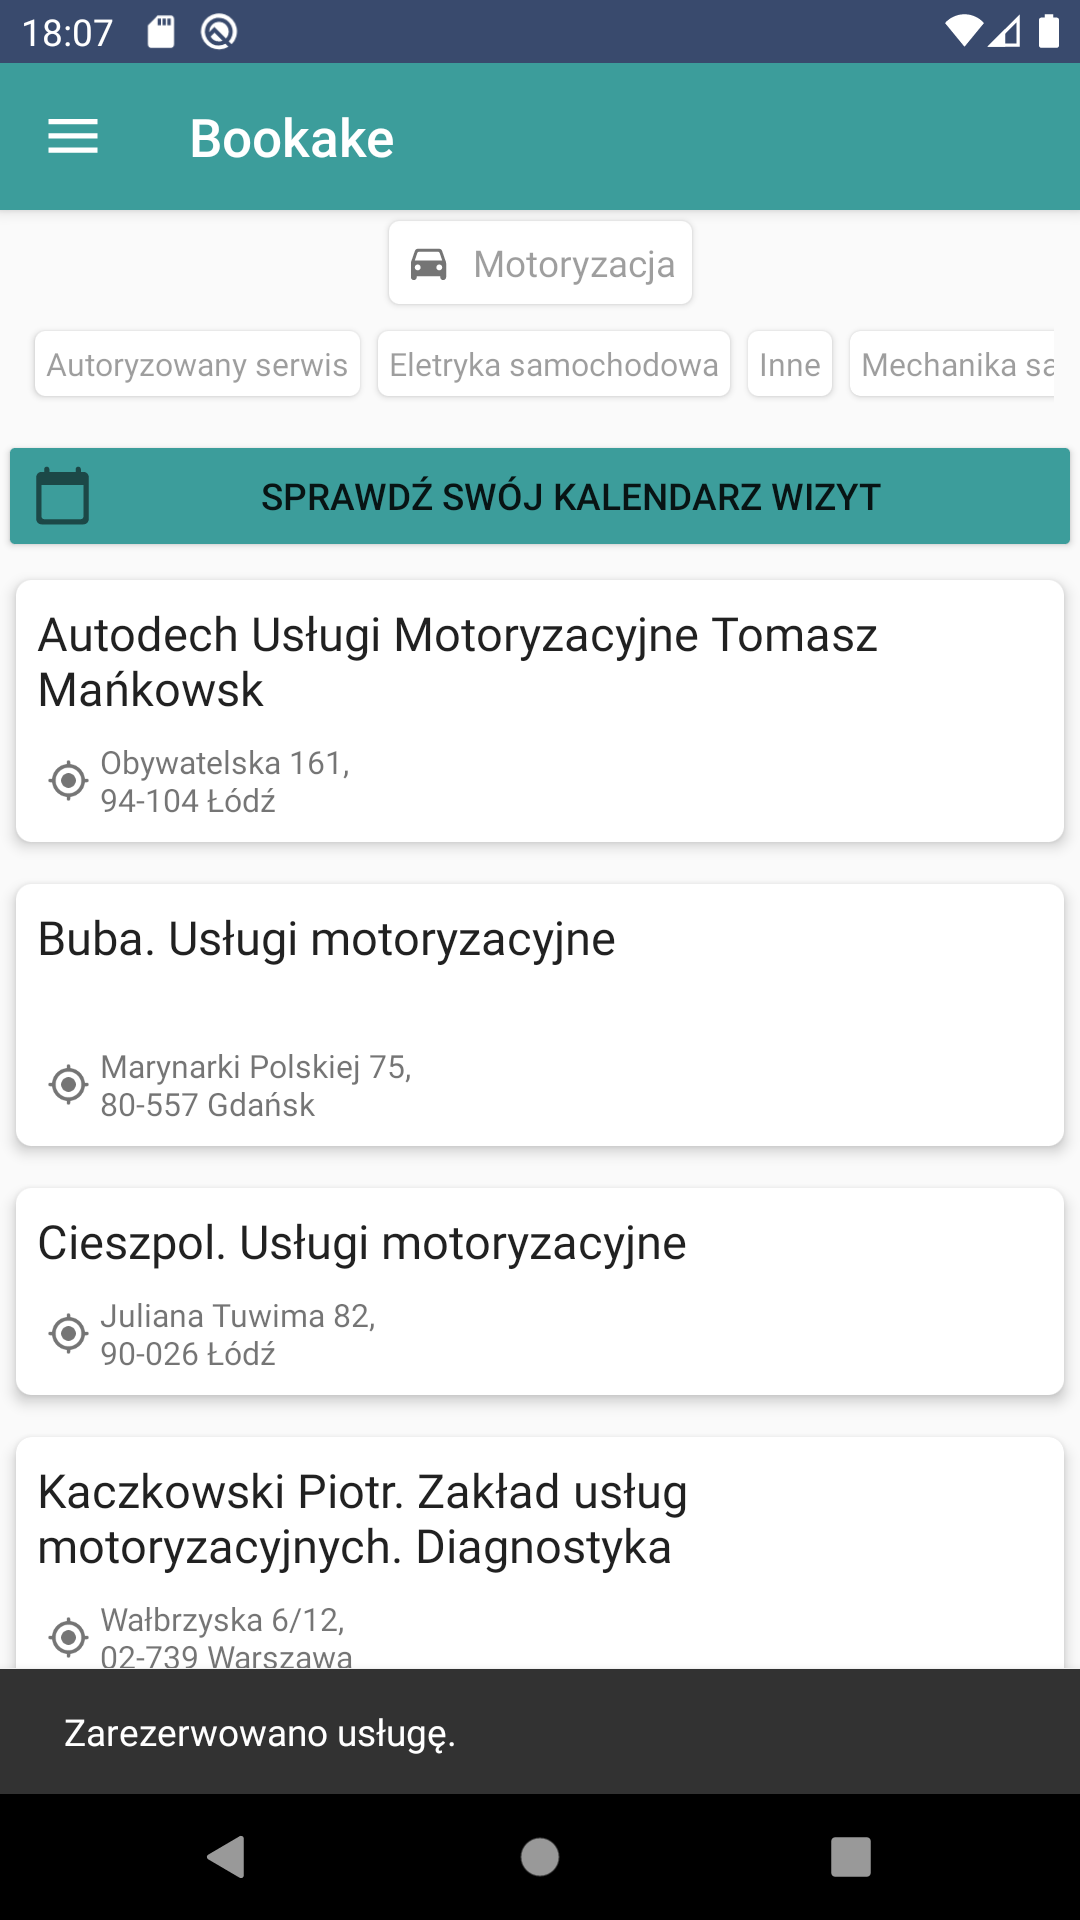 18:07
Bookake
Motoryzacja
Autoryzowany serwis
Eletryka samochodowa
Inne
Mechanika sa
SPRAWDŹ SWÓJ KALENDARZ WIZYT
Autodech Usługi Motoryzacyjne Tomasz
Mańkowsk
Obywatelska 161,
94-104 Łódź
Buba. Usługi motoryzacyjne
Marynarki Polskiej 75,
80-557 Gdańsk
Cieszpol. Usługi motoryzacyjne
Juliana Tuwima 82,
90-026 Łódź
Kaczkowski Piotr. Zakład usług
motoryzacyjnych. Diagnostyka
Wałbrzyska 6/12,
02-739 Warszawa
Zarezerwowano usługę.